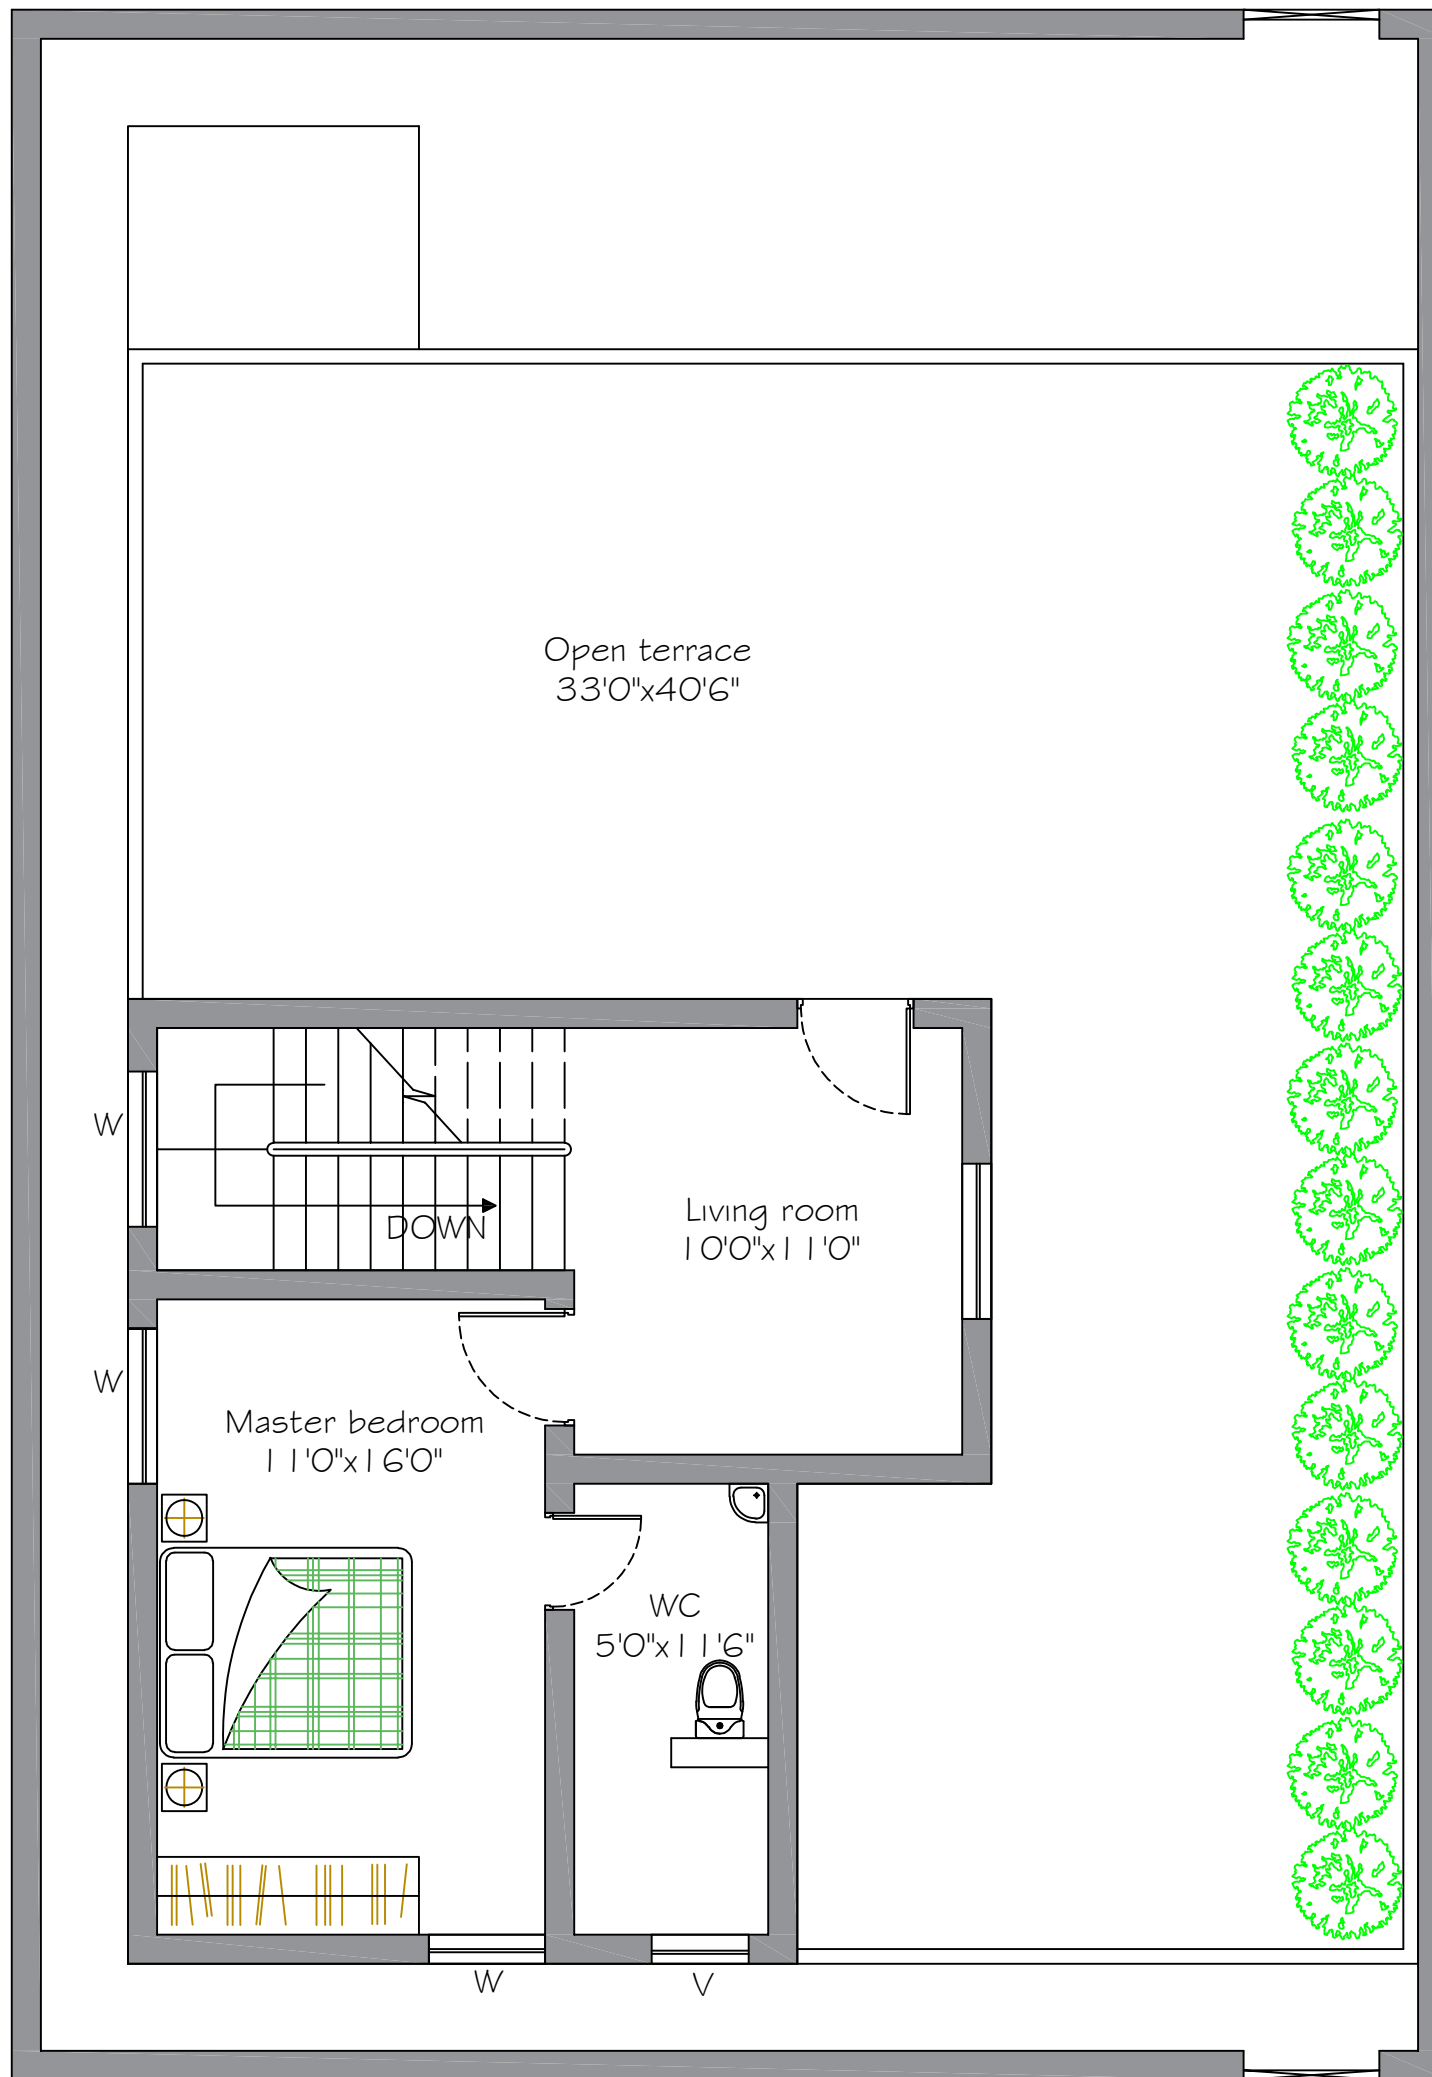 Open terrace
33'0"x40'6"
W
DOWN
Living room
10'0"x11'0"
W
Master bedroom
11'0"x16'0"
WC
5'0"x11'6"
W
V